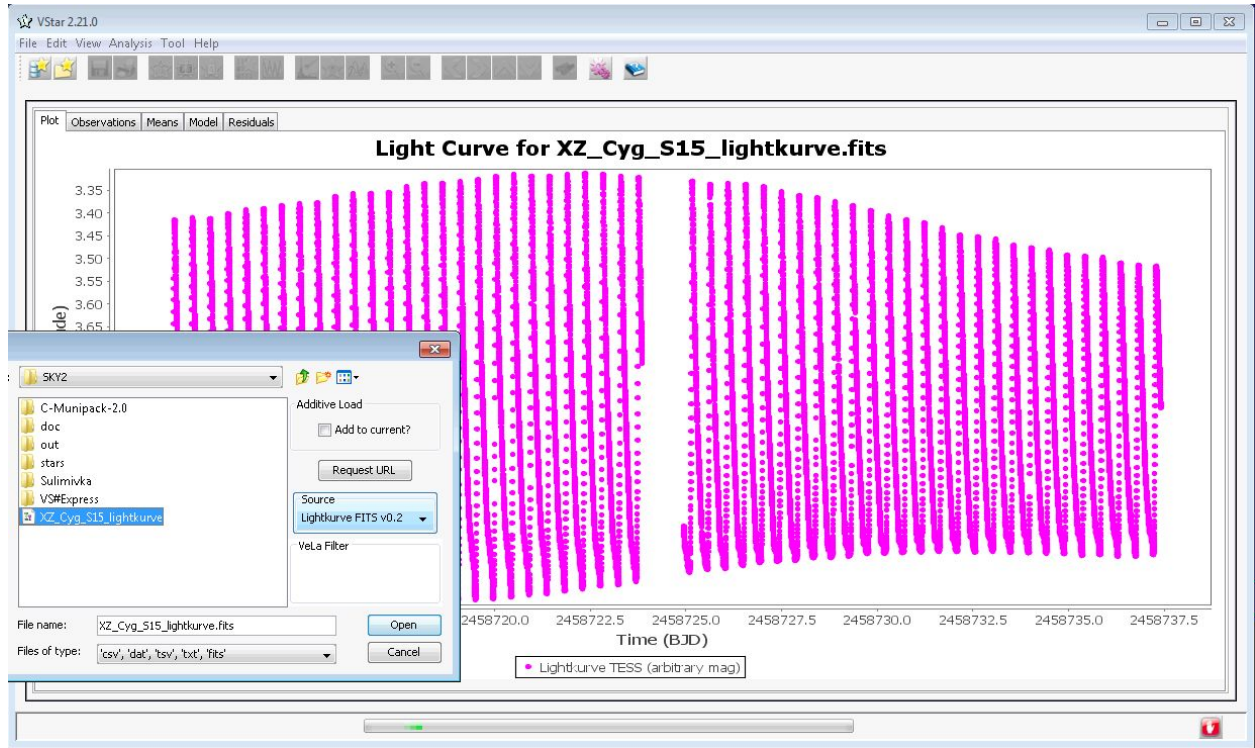 VStar 2.21.0
File Edit View Analysis Tool Help
Plot Observations Means Model Residuals
Light Curve for XZ_Cyg_S15_lightkurve.fits
3.35
3.40
3.45
3.50
3.55
3.60
3.65
SKY2
C-Munipack-2.0
doc
out
stars
Sulimivka
VS#Express
XZ_Cyg_S15_lightkurve
Additive Load
Add to current?
Request URL
Source
Lightkurve FITS v0.2
VeLa Filter
File name: XZ_Cyg_S15_lightkurve.fits Open
Files of type: 'csv', 'dat', 'tsv', 'txt', 'fits' Cancel
2458720.0 2458722.5 2458725.0 2458727.5 2458730.0 2458732.5 2458735.0 2458737.5
Time (BJD)
Lightkurve TESS (arbitrary mag)